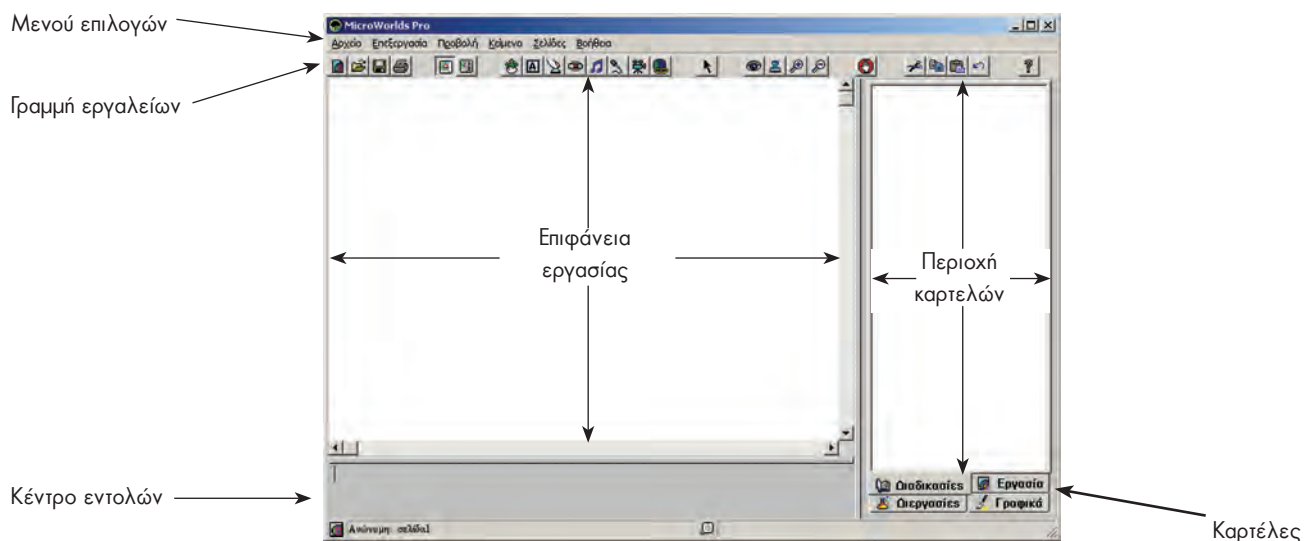 Μενού επιλογών
MicroWorlds Pro
Αρχείο Επεξεργασία Προβολή Κείμενο Σελίδες Βοήθεια
Γραμμή εργαλείων
Επιφάνεια
εργασίας
Περιοχή
καρτελών
Κέντρο εντολών
Διαδικασίες Εργασία
Διεργασίες Γραφικά
Ανώνυμη: σελίδα1
Καρτέλες